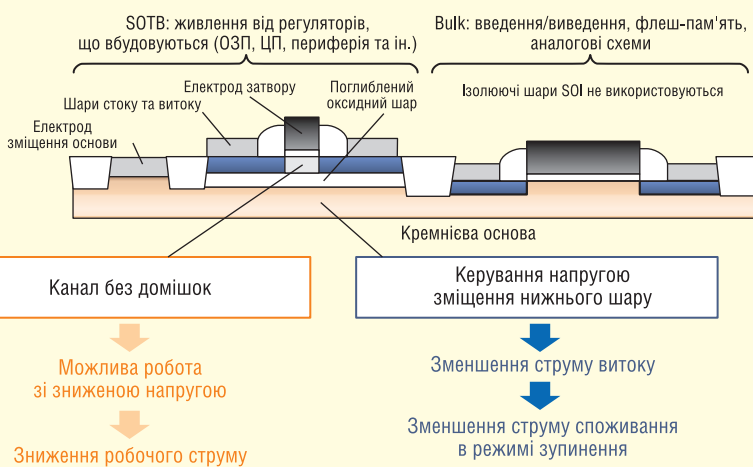 SOTB: живлення від регуляторів,
що вбудовуються (ОЗП, ЦП, периферія та ін.)
Bulk: введення/виведення, флеш-пам'ять,
аналогові схеми
Електрод затвору
Поглиблений
оксидний шар
Шари стоку та витоку
Ізолюючі шари SOI не використовуються
Електрод
зміщення основи
Кремнієва основа
Канал без домішок
Керування напругою
зміщення нижнього шару
Можлива робота
зі зниженою напругою
Зменшення струму витоку
Зниження робочого струму
Зменшення струму споживання
в режимі зупинення